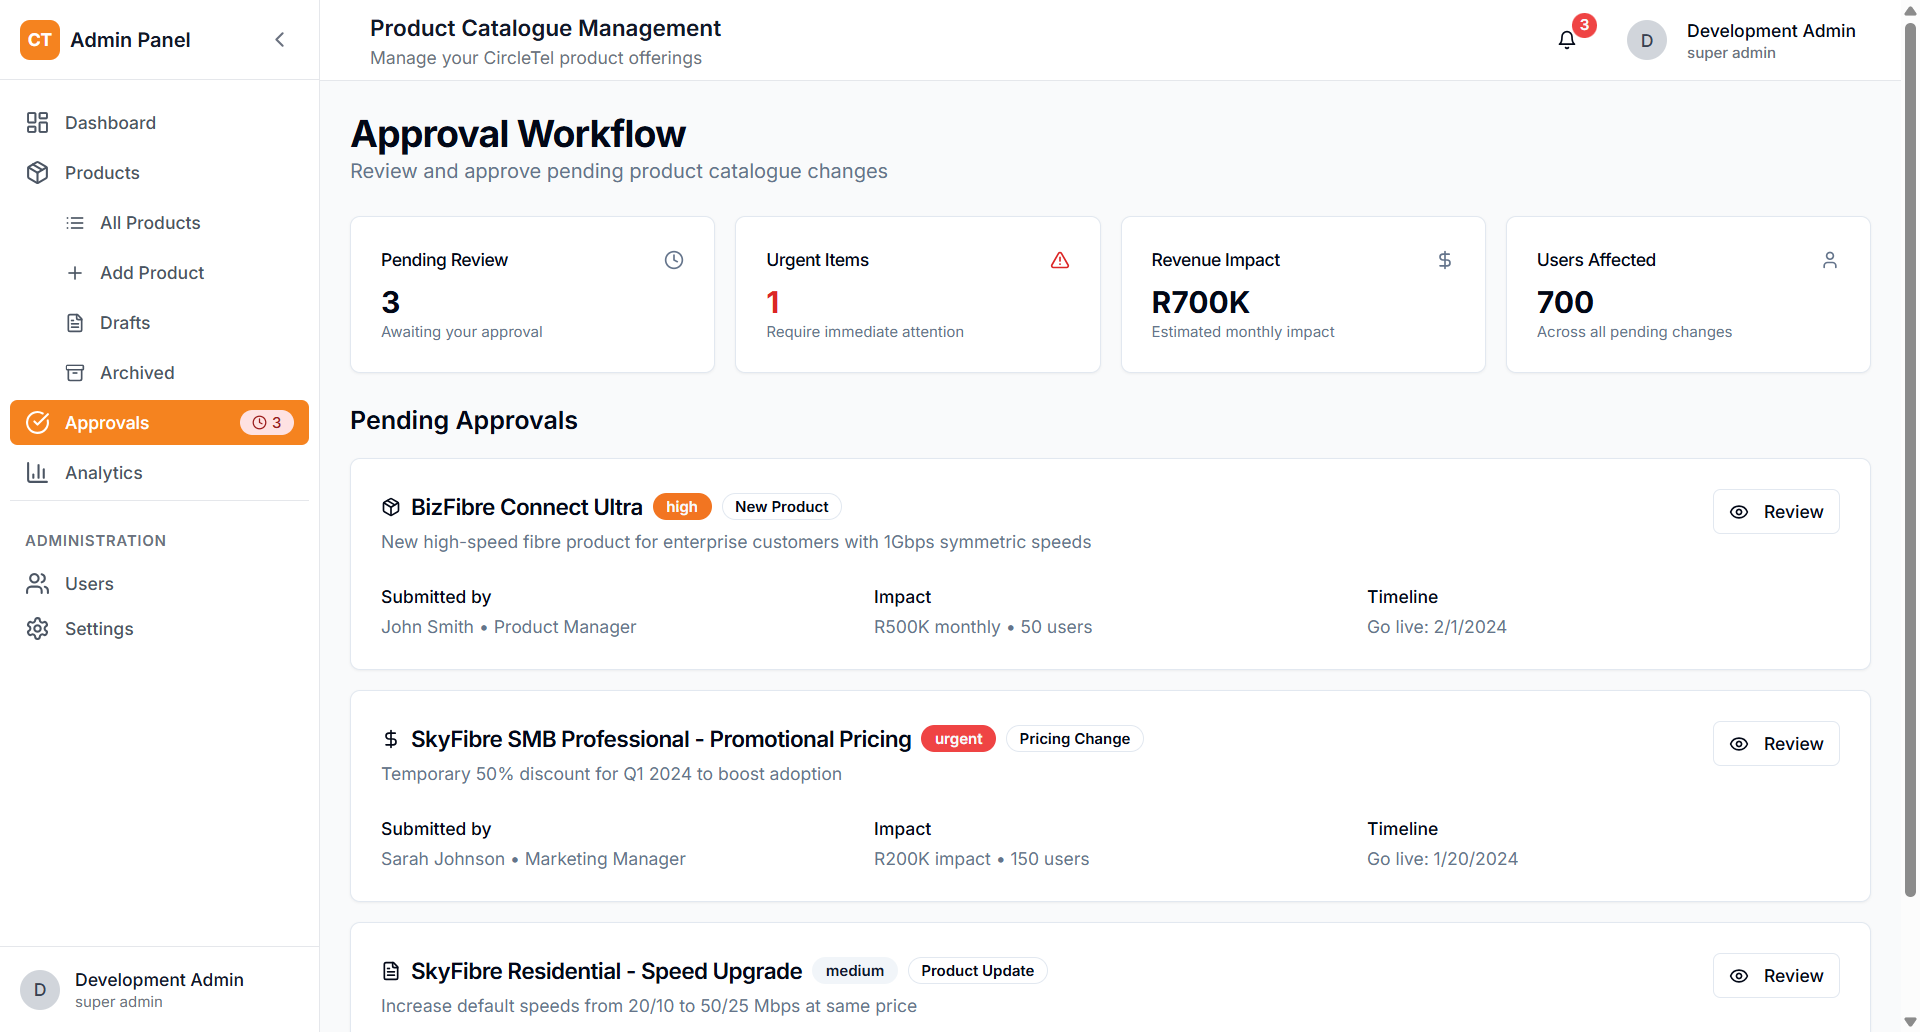 CT Admin Panel
Dashboard
Products
All Products
Add Product
Drafts
Archived
Approvals 3
Analytics
ADMINISTRATION
Users
Settings
D Development Admin
super admin
Product Catalogue Management
Manage your CircleTel product offerings
3
D Development Admin
super admin
Approval Workflow
Review and approve pending product catalogue changes
Pending Review
3
Awaiting your approval
Urgent Items
1
Require immediate attention
Revenue Impact
R700K
Estimated monthly impact
Users Affected
700
Across all pending changes
Pending Approvals
BizFibre Connect Ultra high New Product
Review
New high-speed fibre product for enterprise customers with 1Gbps symmetric speeds
Submitted by
John Smith • Product Manager
Impact
R500K monthly • 50 users
Timeline
Go live: 2/1/2024
SkyFibre SMB Professional - Promotional Pricing urgent Pricing Change
Review
Temporary 50% discount for Q1 2024 to boost adoption
Submitted by
Sarah Johnson • Marketing Manager
Impact
R200K impact • 150 users
Timeline
Go live: 1/20/2024
SkyFibre Residential - Speed Upgrade medium Product Update
Review
Increase default speeds from 20/10 to 50/25 Mbps at same price